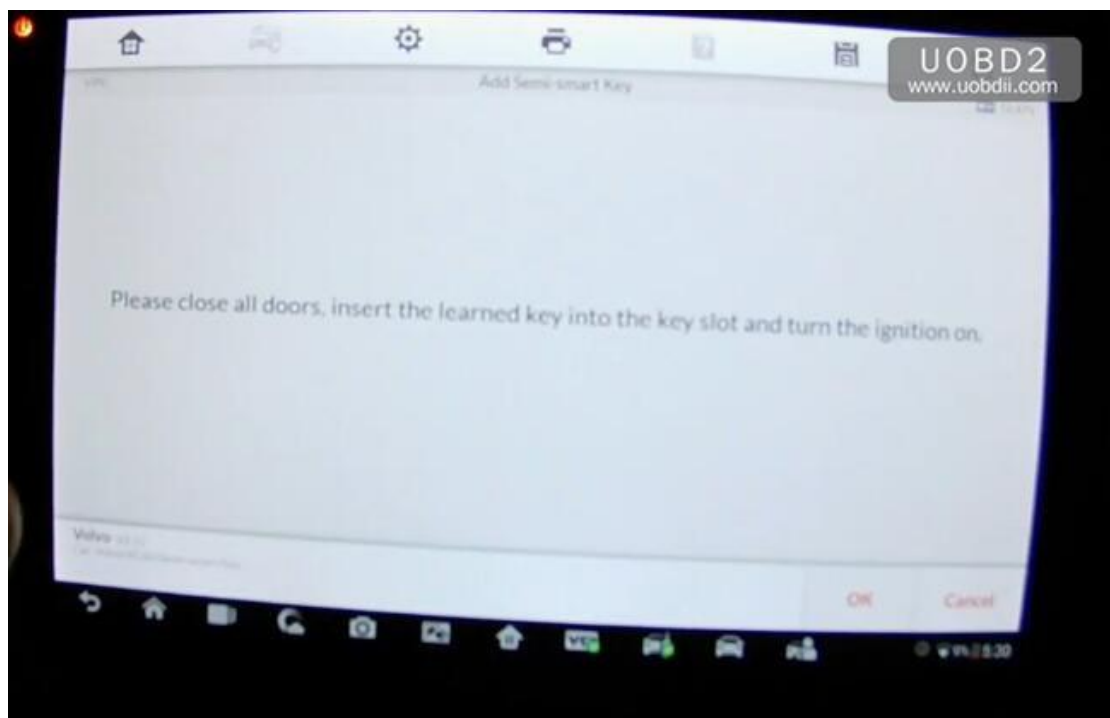 UOBD2
www.uobdii.com
Add Semi-smart Key
Please close all doors, insert the learned key into the key slot and turn the ignition on.
Volvo
OK
Cancel